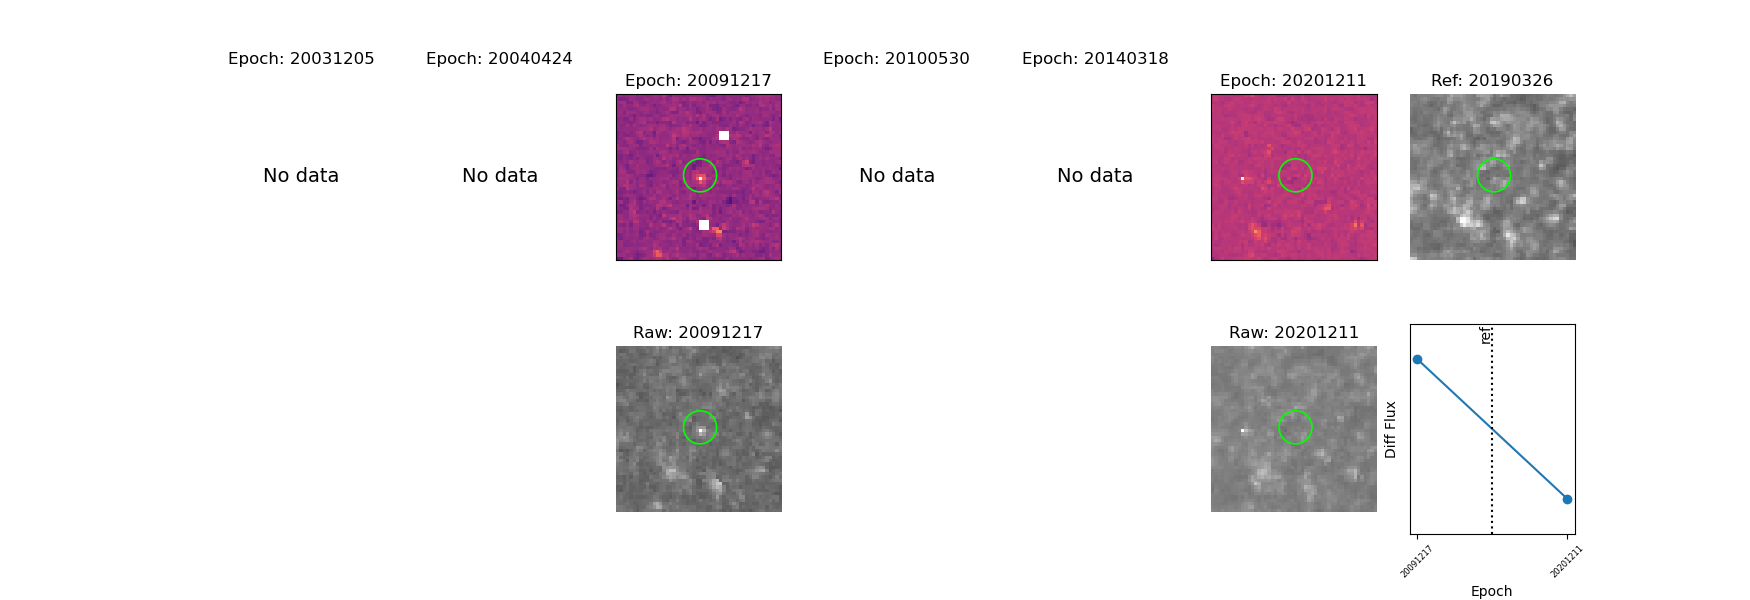 Epoch: 20031205
Epoch: 20040424
Epoch: 20091217
Epoch: 20100530
Epoch: 20140318
Epoch: 20201211
Ref: 20190326
No data
No data
No data
No data
Raw: 20091217
Raw: 20201211
ref
Diff Flux
20091217
20201211
Epoch